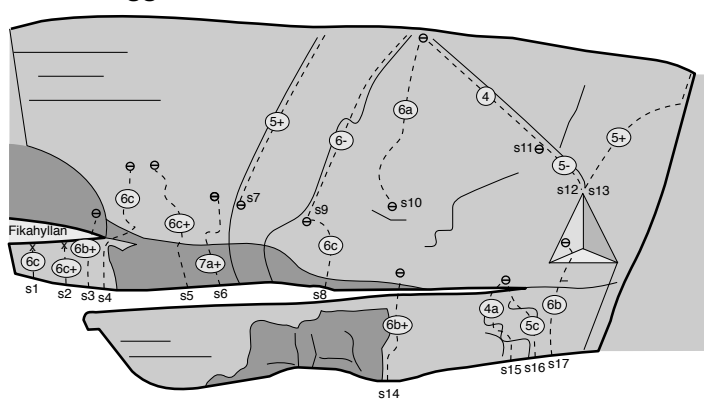 5+
6-
6a
4
5+
s11
5-
s12 s13
6c
s7
s9
s10
6c+
Fikahyllan
6b+
6c
7a+
6c
6c+
s1
s2
s3
s4
s5
s6
s8
4a
5c
6b
6b+
s15
s16
s17
s14